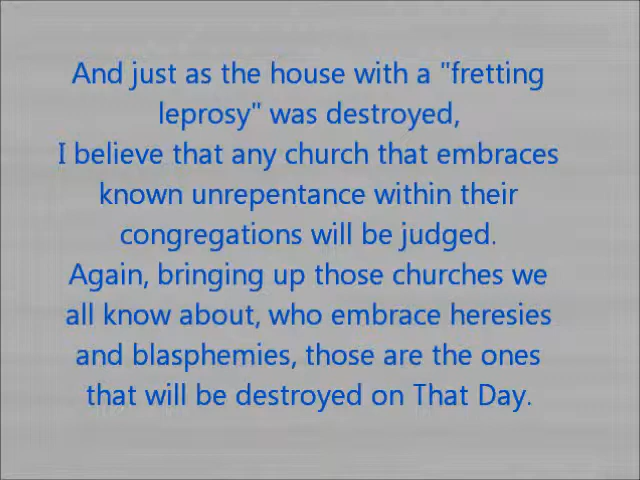 And just as the house with a "fretting
leprosy" was destroyed,
I believe that any church that embraces
known unrepentance within their
congregations will be judged.
Again, bringing up those churches we
all know about, who embrace heresies
and blasphemies, those are the ones
that will be destroyed on That Day.